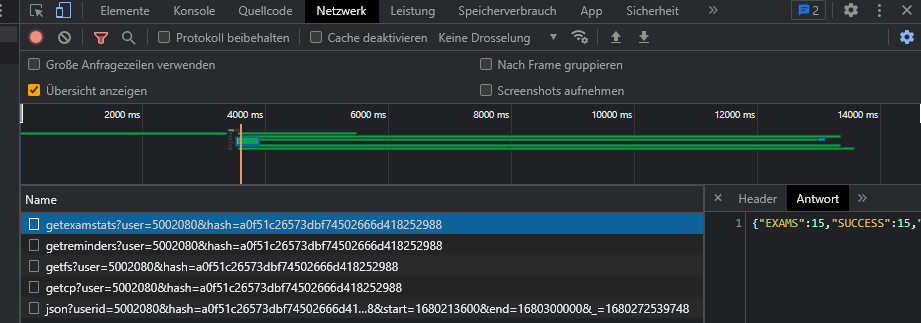 Elemente Konsole Quellcode Netzwerk Leistung Speicherverbrauch App Sicherheit » 2
Protokoll beibehalten Cache deaktivieren Keine Drosselung
Große Anfragezeilen verwenden Nach Frame gruppieren
Übersicht anzeigen Screenshots aufnehmen
2000 ms 4000 ms 6000 ms 8000 ms 10000 ms 12000 ms 14000 ms
Name Header Antwort
getexamstats?user=5002080&hash=a0f51c26573dbf74502666d418252988 1 {"EXAMS":15,"SUCCESS":15,"
getreminders?user=5002080&hash=a0f51c26573dbf74502666d418252988
getfs?user=5002080&hash=a0f51c26573dbf74502666d418252988
getcp?user=5002080&hash=a0f51c26573dbf74502666d418252988
json?userid=5002080&hash=a0f51c26573dbf74502666d41...8&start=1680213600&end=1680300000&_=1680272539748